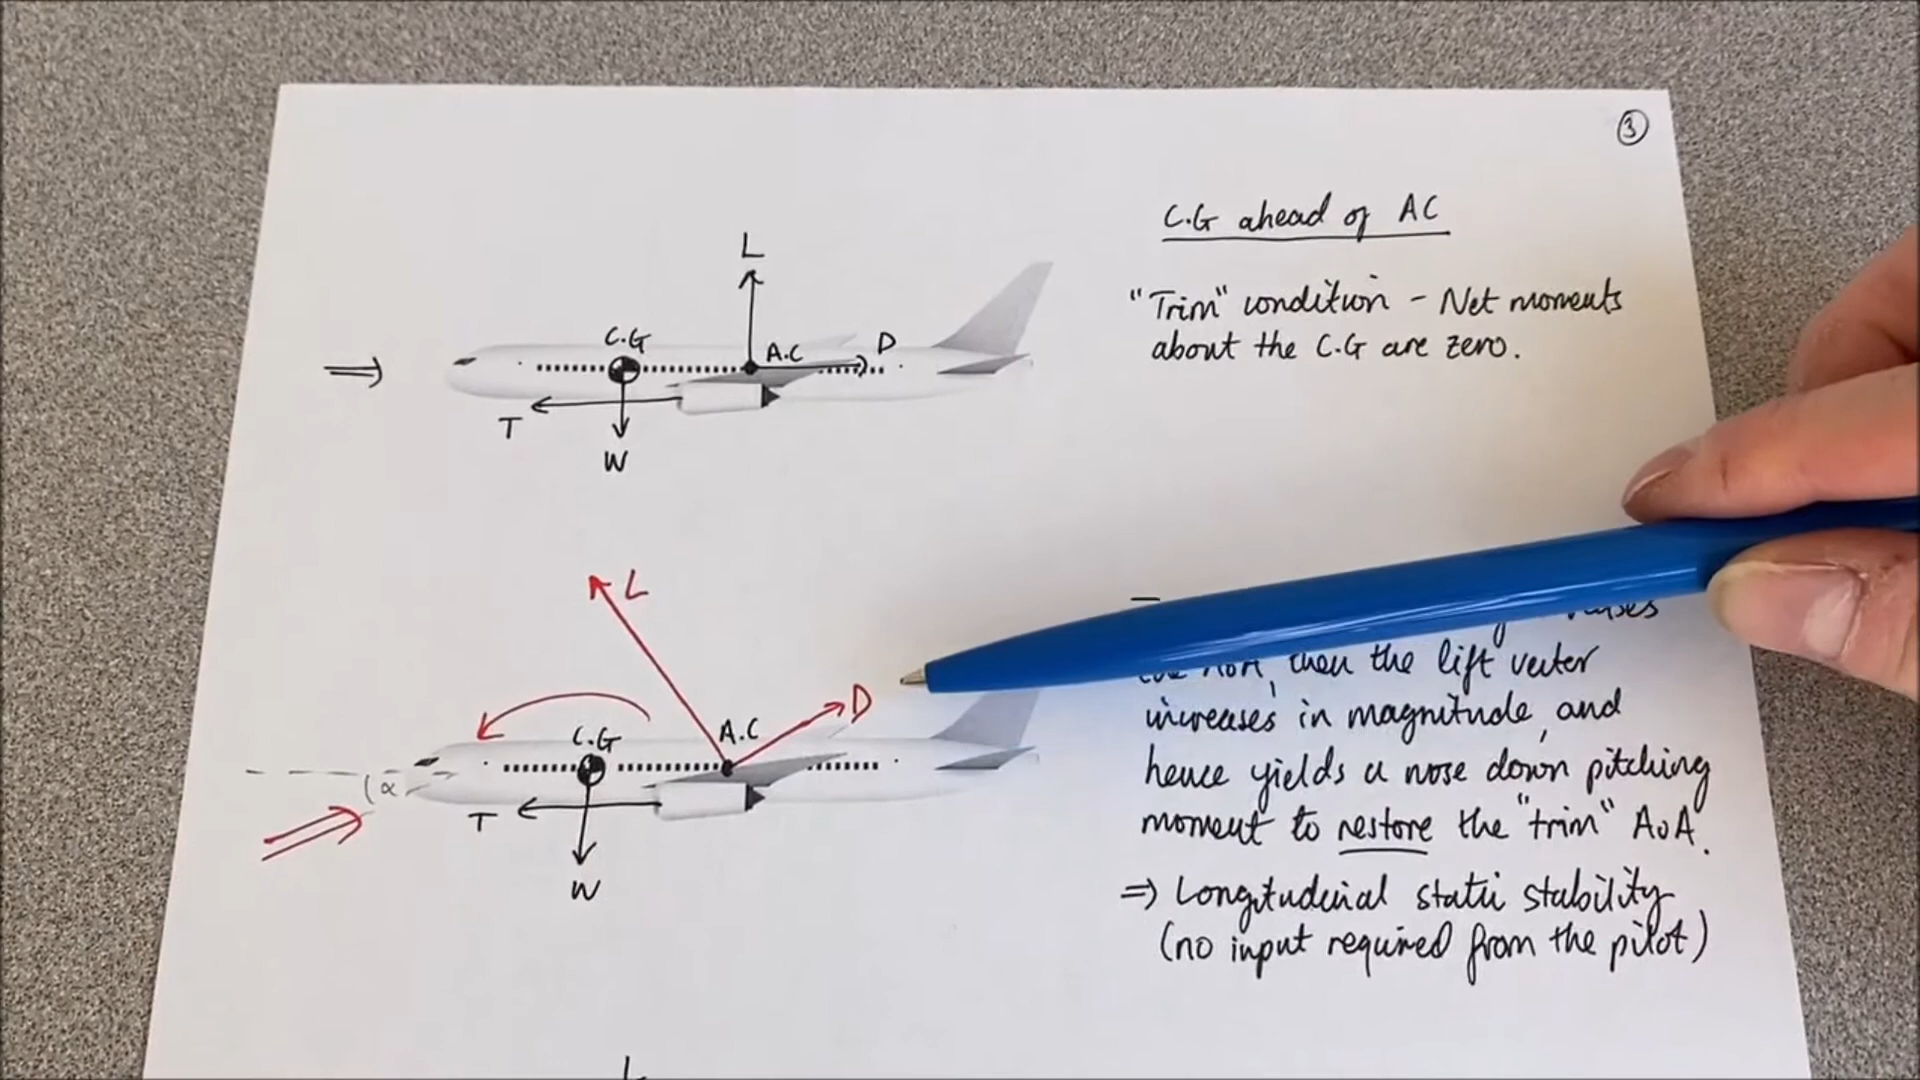 3
C.G ahead of AC
"Trim" condition - Net moments
about the C.G are zero.
L
C.G
A.C
D
T
W
then the lift vector
increases in magnitude, and
hence yields a nose down pitching
moment to restore the "trim" AoA.
=> Longitudinal static stability
(no input required from the pilot)
L
D
A.C
C.G
α
T
W
L